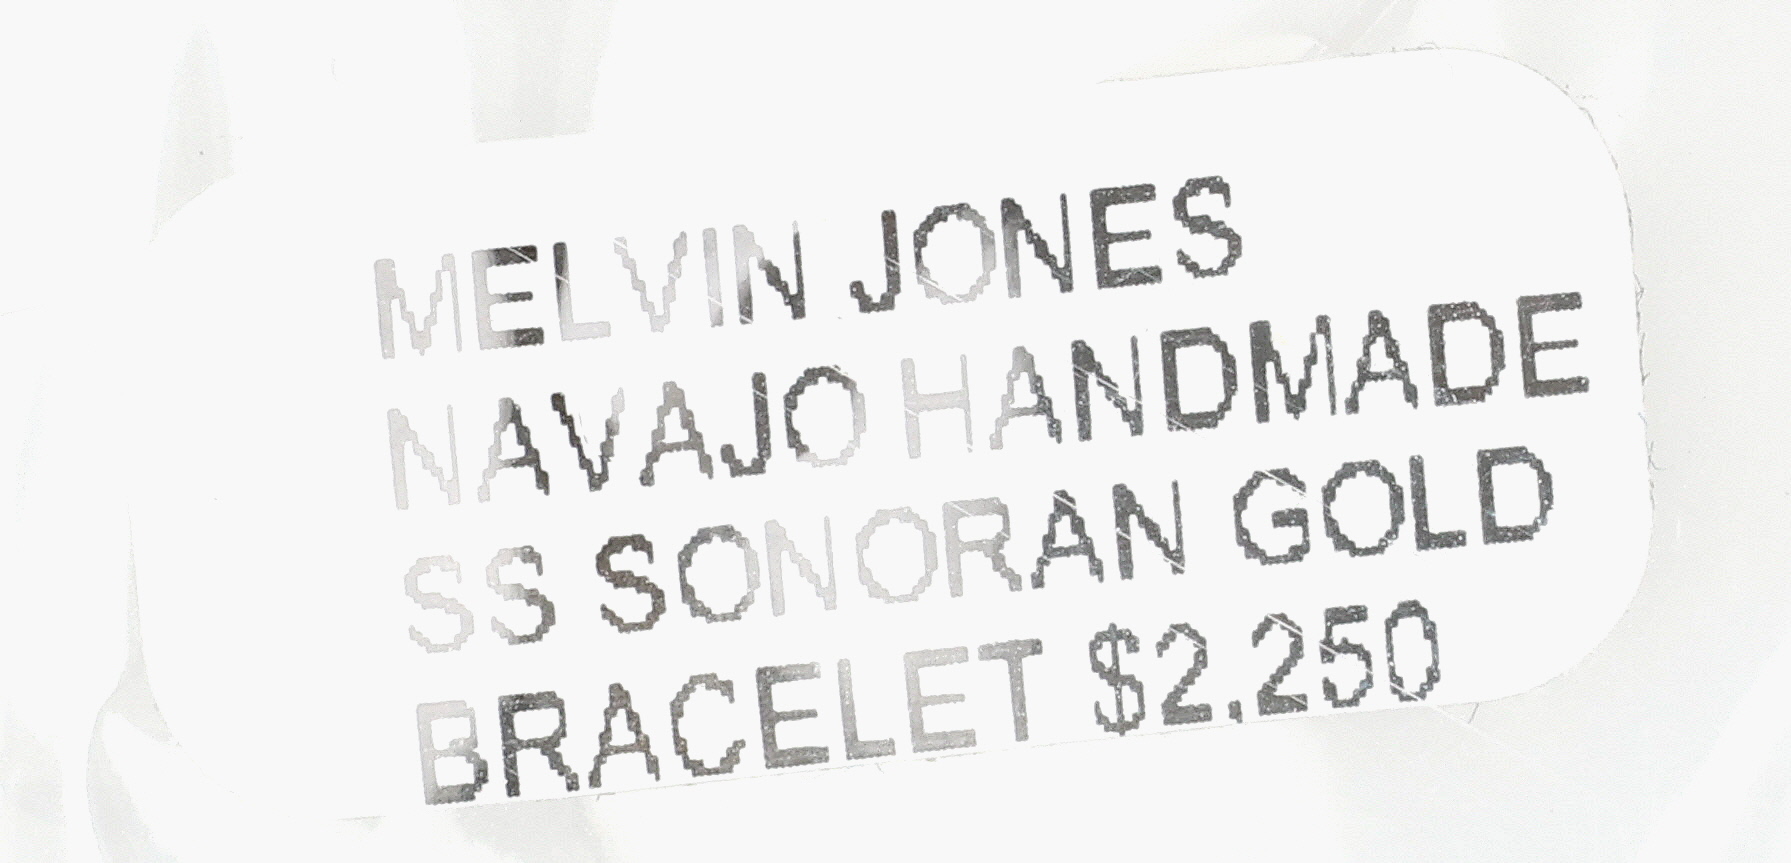 MELVIN JONES
NAVAJO HANDMADE
SS SONORAN GOLD
BRACELET $2,250